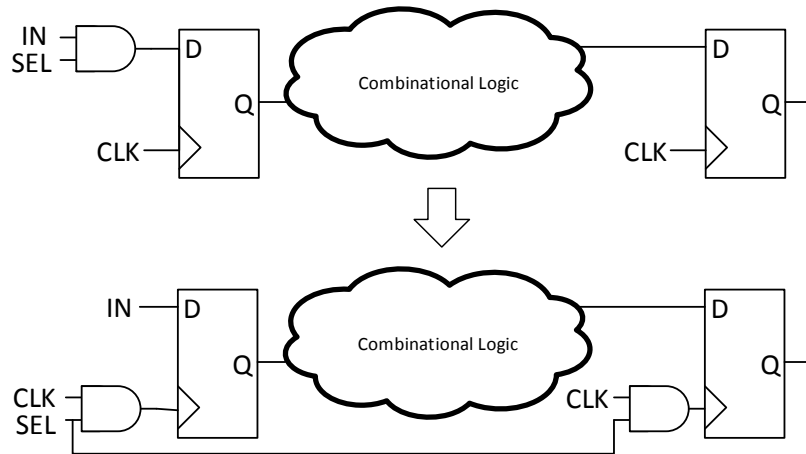 IN
SEL
D
Q
CLK
Combinational Logic
D
Q
CLK
IN
D
Q
CLK
SEL
Combinational Logic
D
Q
CLK